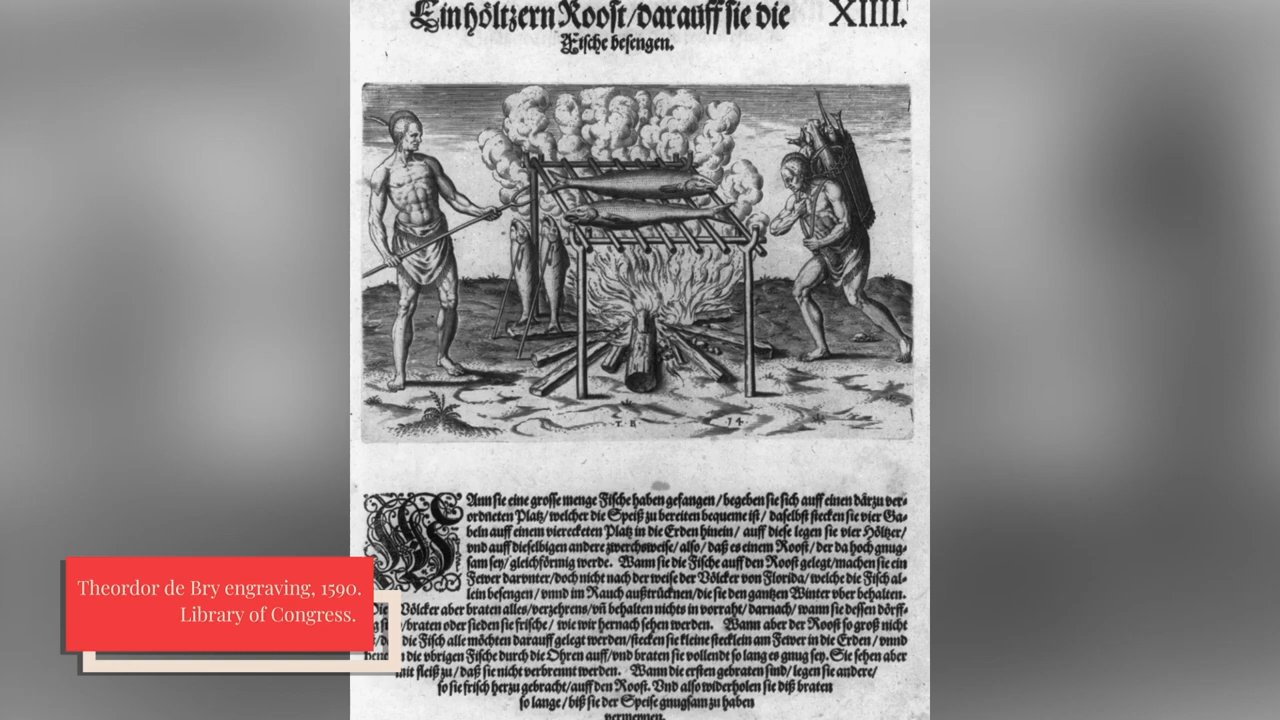 Ein höltzern Roost/darauff sie die XIIII.
Fische besengen.
T. B
14
WAnn sie eine grosse menge Fische haben gefangen/begeben sie sich auff einen därzu ver-
ordneten Platz/welcher die Speiß zu bereiten bequeme ist/daselbst stecken sie vier Ga-
beln auff einem viereckten Platz in die Erden hinein/auff diese legen sie vier Höltzer/
vnd auff dieselbigen andere zwerchsweise/also/daß es einem Roost/der da hoch gnug-
sam sey/gleichförmig werde. Wann sie die Fische auff den Roost gelegt/machen sie ein
Fewer darvnter/doch nicht nach der weise der Völcker von Florida/welche die Fisch al-
lein besengen/vnnd im Rauch außtrücknen/die sie den gantzen Winter vber behalten.
Die Völcker aber braten alles/verzehrens/vñ behalten nichts in vorraht/darnach/wann sie dessen dörff-
/braten oder sieden sie frische/wie wir hernach sehen werden. Wann aber der Roost so groß nicht
die Fisch alle möchten darauff gelegt werden/stecken sie kleine stecklein am Fewer in die Erden/vnnd
die vbrigen Fische durch die Ohren auff/vnd braten sie vollendt so lang es gnug sey. Sie sehen aber
mit fleiß zu/daß sie nicht verbrennt werden. Wann die ersten gebraten sind/legen sie andere/
so sie frisch herzu gebracht/auff den Roost. Vnd also widerholen sie diß braten
so lange/biß sie der Speise gnugsam zu haben
vermeynen.
Theordor de Bry engraving, 1590.
Library of Congress.